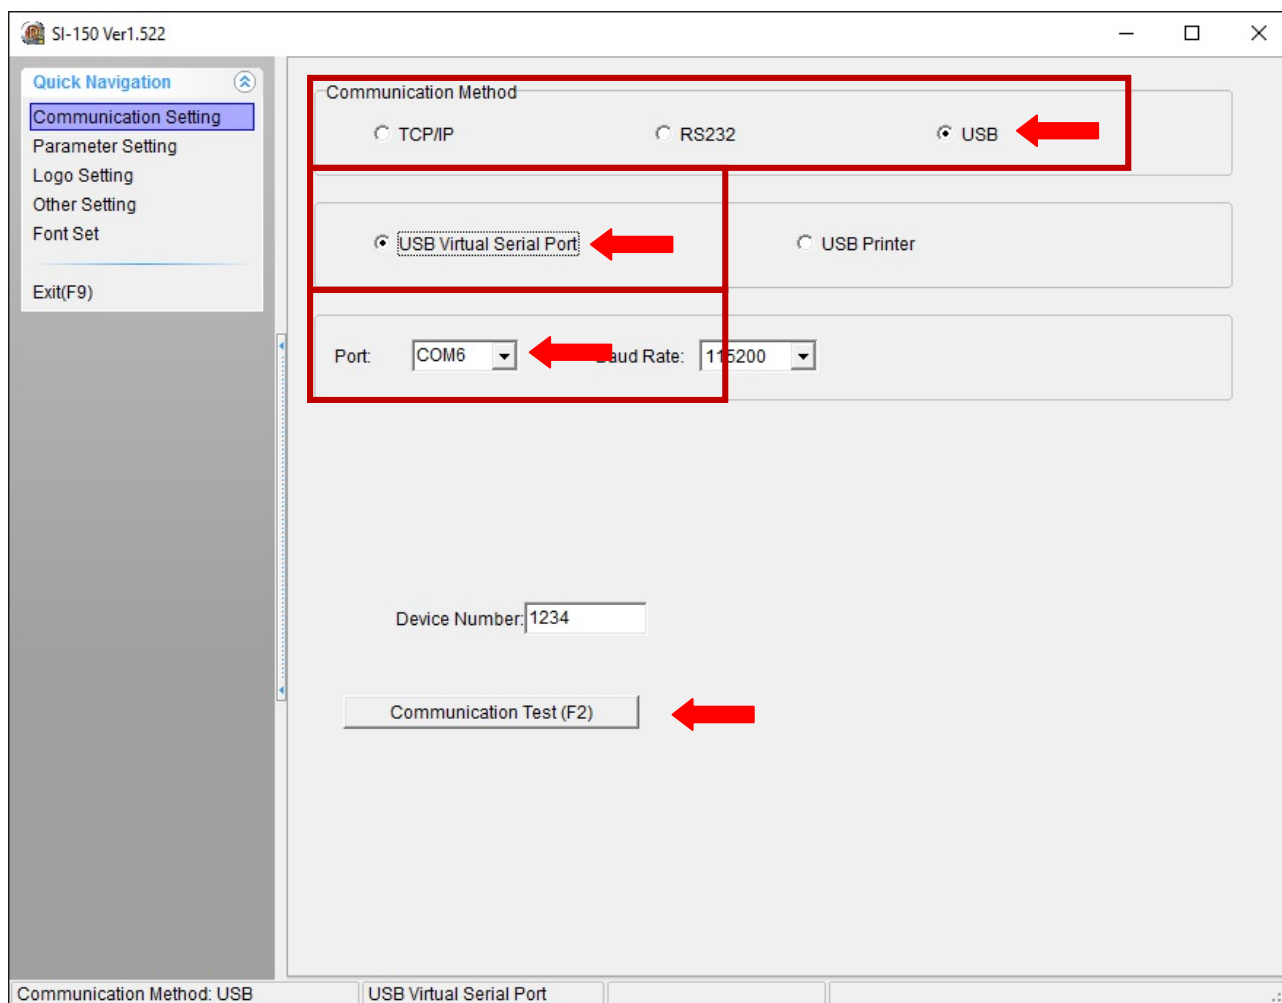 SI-150 Ver1.522
Quick Navigation
Communication Setting
Parameter Setting
Logo Setting
Other Setting
Font Set
Exit(F9)
Communication Method
TCP/IP RS232 USB
USB Virtual Serial Port USB Printer
Port: COM6 Baud Rate: 115200
Device Number: 1234
Communication Test (F2)
Communication Method: USB USB Virtual Serial Port